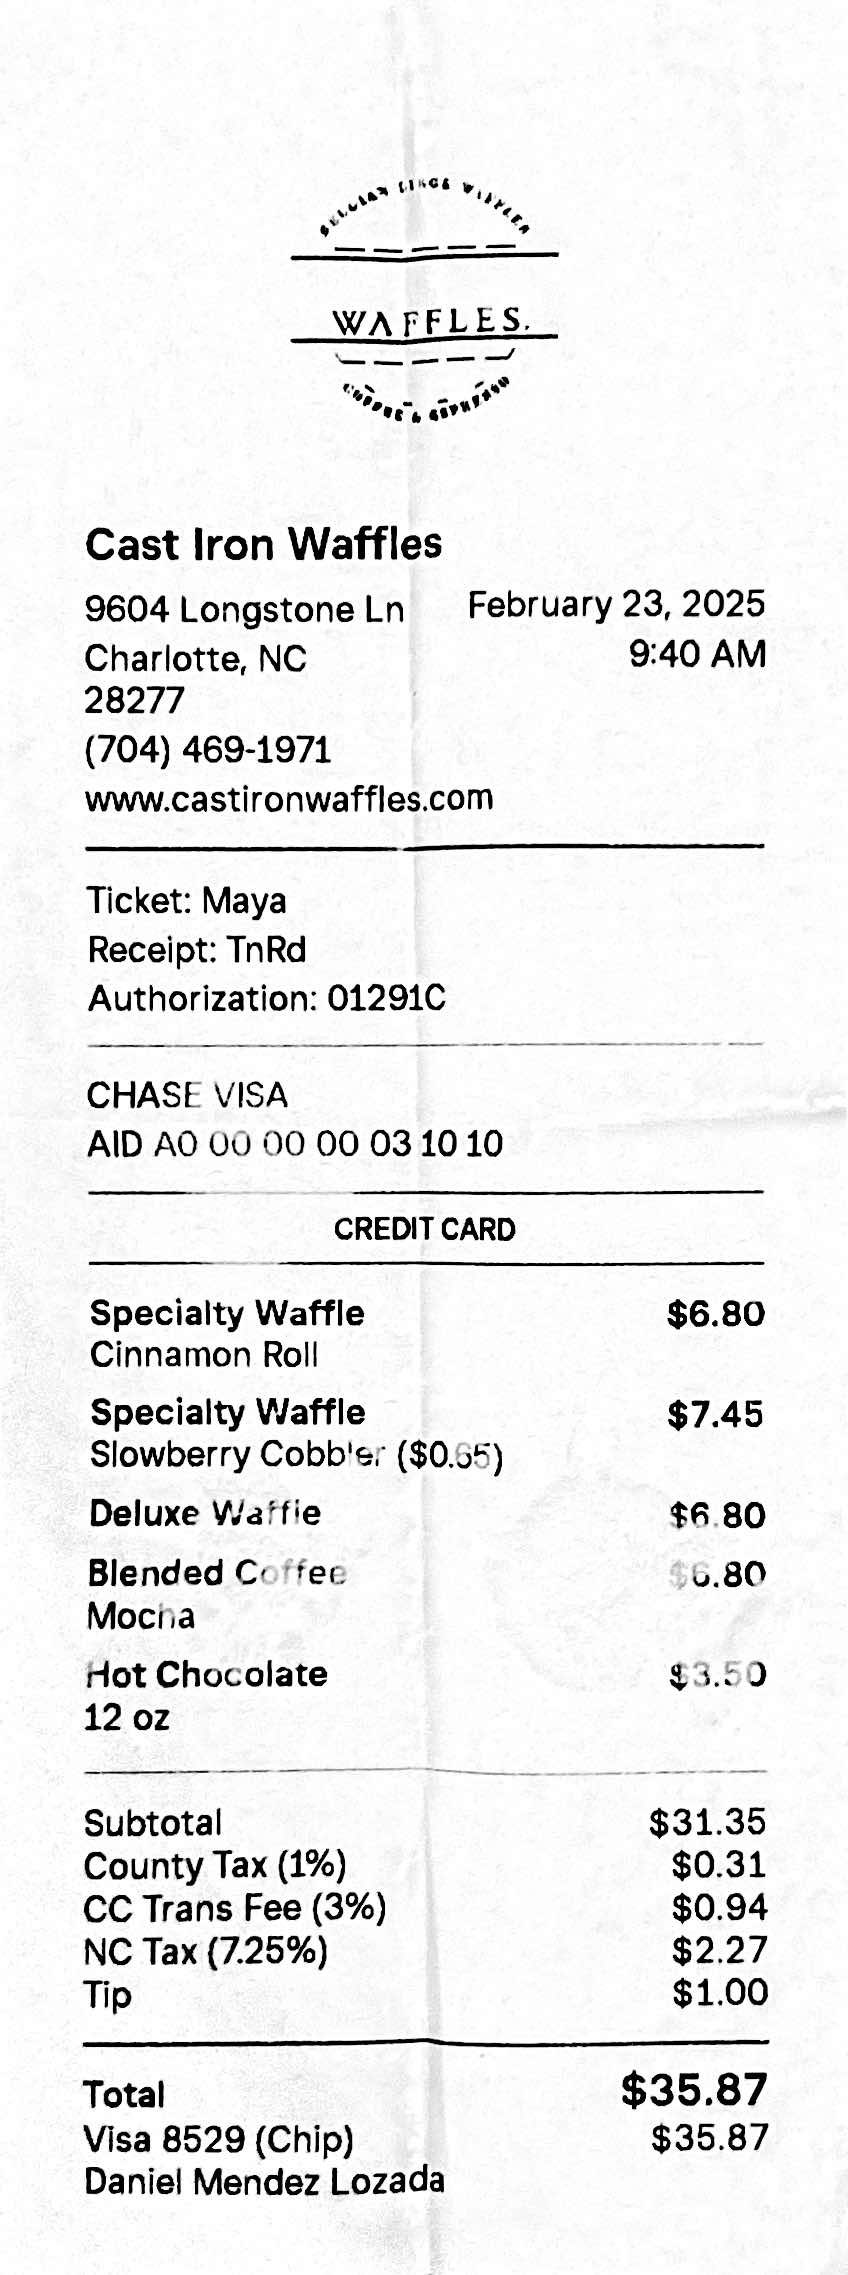 BELGIAN LIEGE WAFFLES
WAFFLES.
COFFEE & ESPRESSO
Cast Iron Waffles
9604 Longstone Ln February 23, 2025
Charlotte, NC 9:40 AM
28277
(704) 469-1971
www.castironwaffles.com
Ticket: Maya
Receipt: TnRd
Authorization: 01291C
CHASE VISA
AID A0 00 00 00 03 10 10
CREDIT CARD
Specialty Waffle $6.80
Cinnamon Roll
Specialty Waffle $7.45
Slowberry Cobbler ($0.65)
Deluxe Waffle $6.80
Blended Coffee $6.80
Mocha
Hot Chocolate $3.50
12 oz
Subtotal $31.35
County Tax (1%) $0.31
CC Trans Fee (3%) $0.94
NC Tax (7.25%) $2.27
Tip $1.00
Total $35.87
Visa 8529 (Chip) $35.87
Daniel Mendez Lozada